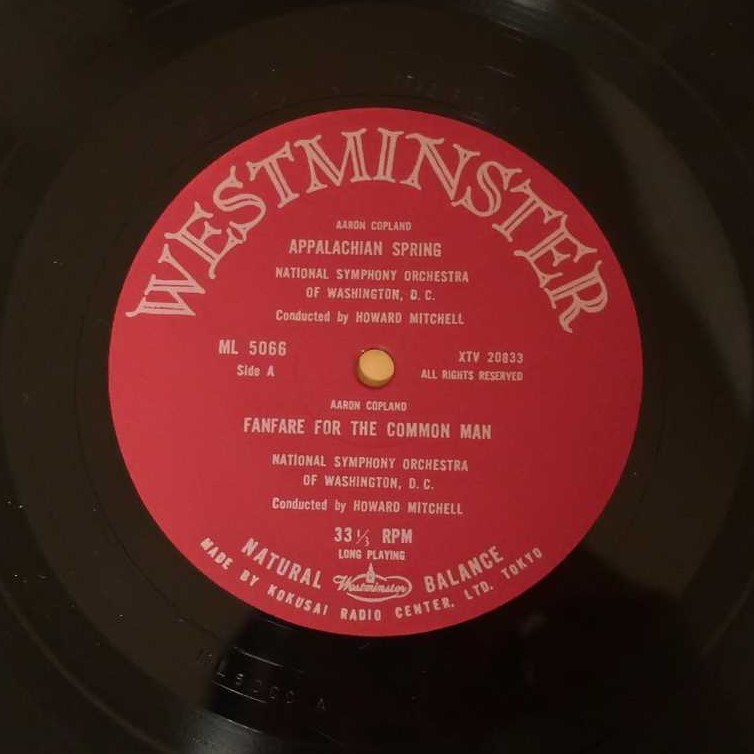 WESTMINSTER
AARON COPLAND
APPALACHIAN SPRING
NATIONAL SYMPHONY ORCHESTRA
OF WASHINGTON, D. C.
Conducted by HOWARD MITCHELL
ML 5066
Side A
XTV 20833
ALL RIGHTS RESERVED
AARON COPLAND
FANFARE FOR THE COMMON MAN
NATIONAL SYMPHONY ORCHESTRA
OF WASHINGTON, D. C.
Conducted by HOWARD MITCHELL
33 1/3 RPM
LONG PLAYING
NATURAL Westminster BALANCE
MADE BY KOKUSAI RADIO CENTER, LTD. TOKYO